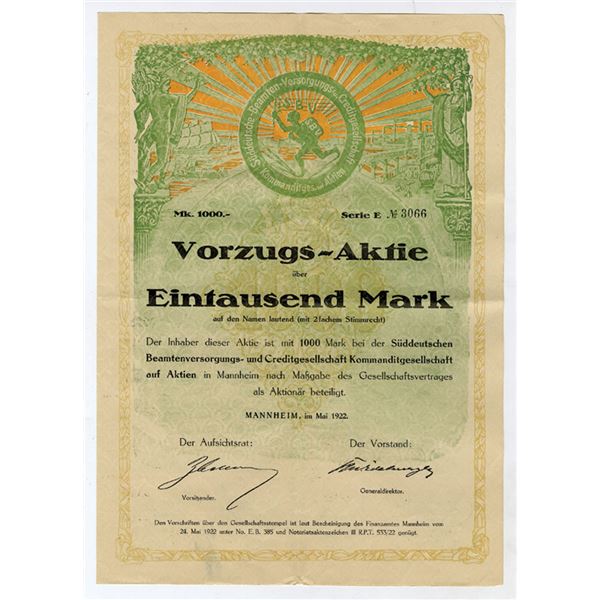 Süddeutsche Beamten-Versorgungs- u. Creditgesellschaft
Kommanditges. auf Aktien
Mk. 1000.- Serie E № 3066
Vorzugs-Aktie
über
Eintausend Mark
auf den Namen lautend (mit 2 fachem Stimmrecht)
Der Inhaber dieser Aktie ist mit 1000 Mark bei der Süddeutschen
Beamtenversorgungs- und Creditgesellschaft Kommanditgesellschaft
auf Aktien in Mannheim nach Maßgabe des Gesellschaftsvertrages
als Aktionär beteiligt.
MANNHEIM, im Mai 1922.
Der Aufsichtsrat: Der Vorstand:
Vorsitzender. Generaldirektor.
Den Vorschriften über den Gesellschaftsstempel ist laut Bescheinigung des Finanzamtes Mannheim vom
24. Mai 1922 unter No. E. B. 385 und Notariatsaktenzeichen III R.P.T. 533/22 genügt.